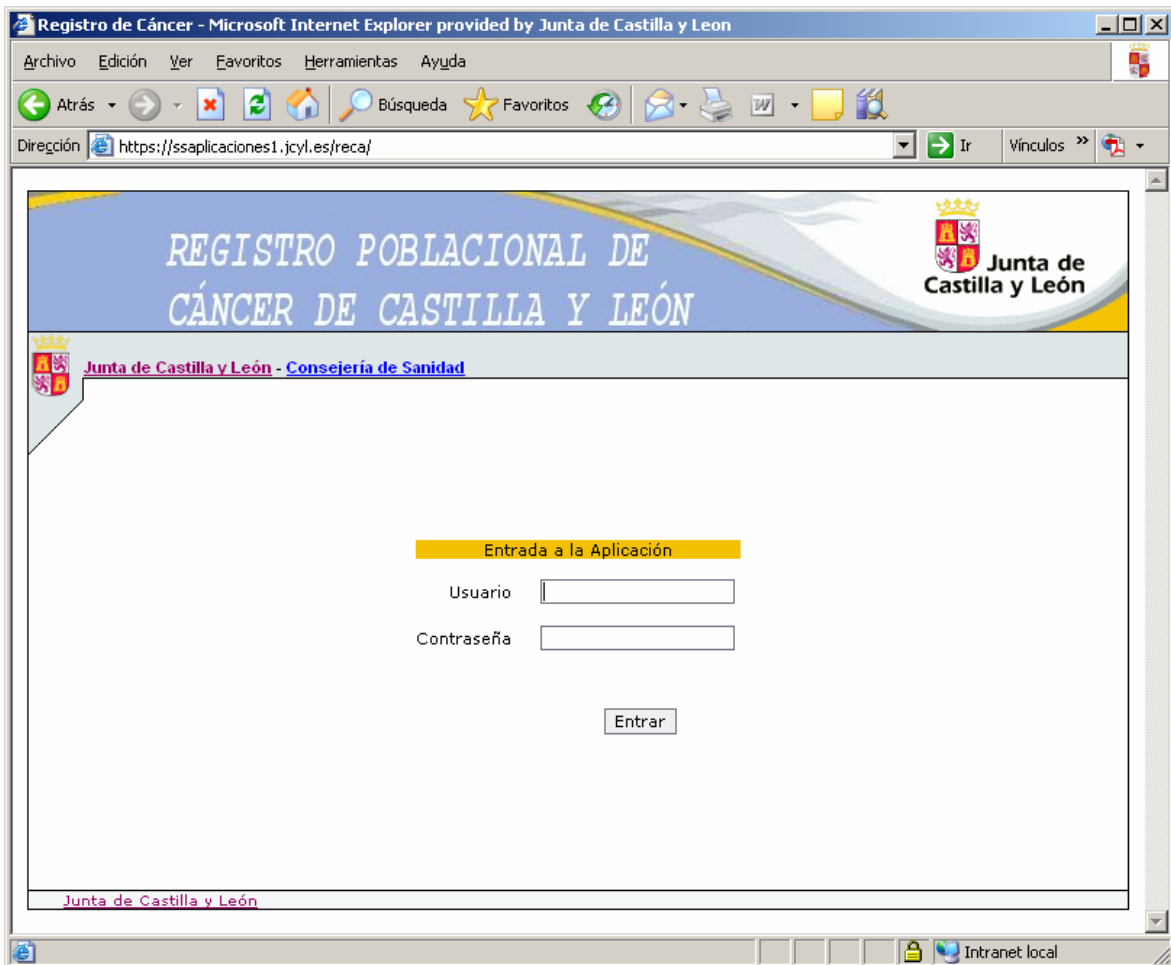 Registro de Cáncer - Microsoft Internet Explorer provided by Junta de Castilla y Leon
Archivo Edición Ver Favoritos Herramientas Ayuda
Atrás Búsqueda Favoritos
Dirección https://ssaplicaciones1.jcyl.es/reca/ Ir Vínculos »
REGISTRO POBLACIONAL DE
CÁNCER DE CASTILLA Y LEÓN
Junta de
Castilla y León
Junta de Castilla y León - Consejería de Sanidad
Entrada a la Aplicación
Usuario
Contraseña
Entrar
Junta de Castilla y León
Intranet local